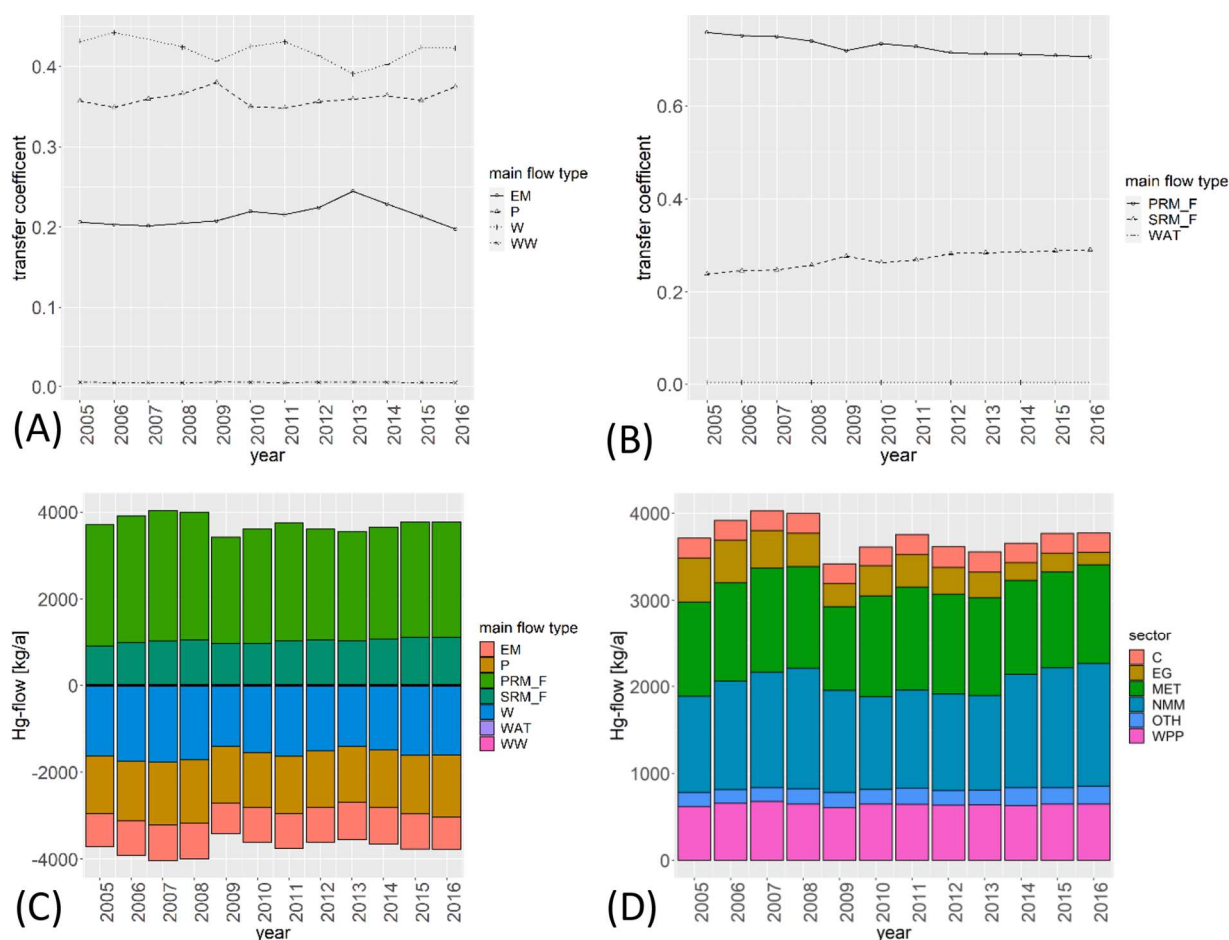 transfer coefficent
0.4
0.3
0.2
0.1
0.0
2005 2006 2007 2008 2009 2010 2011 2012 2013 2014 2015 2016
year
main flow type
EM
P
W
WW
(A)
transfer coefficient
0.6
0.4
0.2
0.0
2005 2006 2007 2008 2009 2010 2011 2012 2013 2014 2015 2016
year
main flow type
PRM_F
SRM_F
WAT
(B)
Hg-flow [kg/a]
4000
2000
0
-2000
-4000
2005 2006 2007 2008 2009 2010 2011 2012 2013 2014 2015 2016
year
main flow type
EM
P
PRM_F
SRM_F
W
WAT
WW
(C)
Hg-flow [kg/a]
4000
3000
2000
1000
0
2005 2006 2007 2008 2009 2010 2011 2012 2013 2014 2015 2016
year
sector
C
EG
MET
NMM
OTH
WPP
(D)